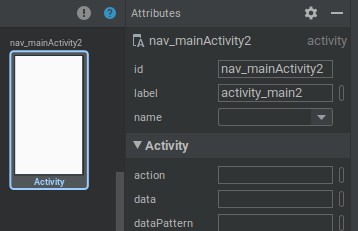 Attributes
nav_mainActivity2
nav_mainActivity2 activity
id nav_mainActivity2
label activity_main2
name
Activity
Activity
action
data
dataPattern